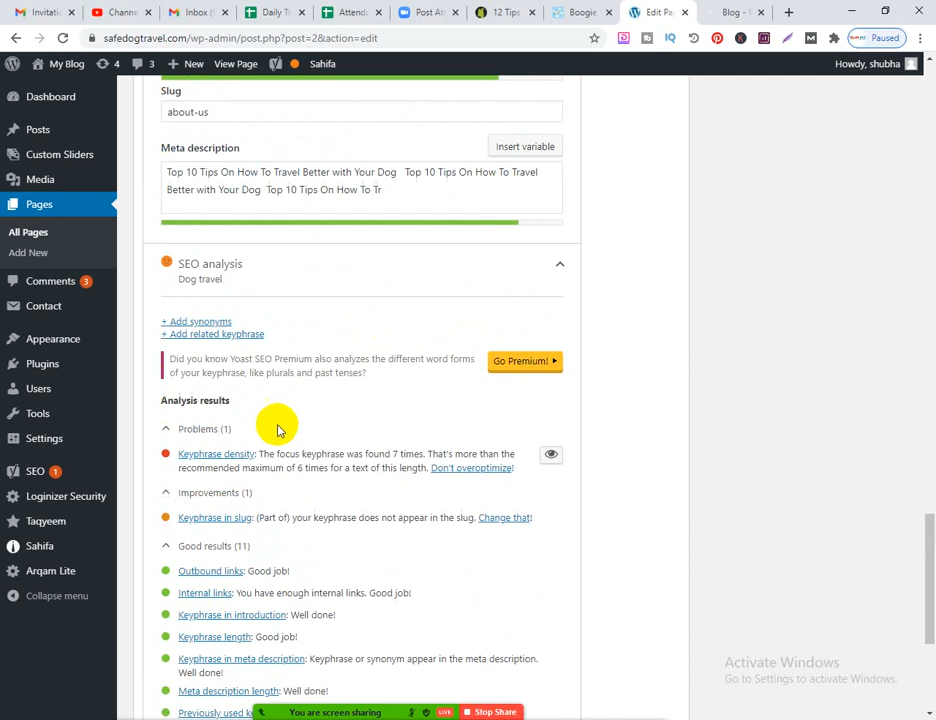 Invitati
Channe
Inbox (
Daily Tr
Attenda
Post Att
12 Tips
Boogie
Edit Pa
Blog -
safedogtravel.com/wp-admin/post.php?post=2&action=edit
Paused
My Blog
4
3
New
View Page
Sahifa
Howdy, shubha
Dashboard
Posts
Custom Sliders
Media
Pages
All Pages
Add New
Comments 3
Contact
Appearance
Plugins
Users
Tools
Settings
SEO 1
Loginizer Security
Taqyeem
Sahifa
Arqam Lite
Collapse menu
Slug
about-us
Meta description
Insert variable
Top 10 Tips On How To Travel Better with Your Dog Top 10 Tips On How To Travel
Better with Your Dog Top 10 Tips On How To Tr
SEO analysis
Dog travel
+ Add synonyms
+ Add related keyphrase
Did you know Yoast SEO Premium also analyzes the different word forms
of your keyphrase, like plurals and past tenses?
Go Premium!
Analysis results
Problems (1)
Keyphrase density: The focus keyphrase was found 7 times. That's more than the
recommended maximum of 6 times for a text of this length. Don't overoptimize!
Improvements (1)
Keyphrase in slug: (Part of) your keyphrase does not appear in the slug. Change that!
Good results (11)
Outbound links: Good job!
Internal links: You have enough internal links. Good job!
Keyphrase in introduction: Well done!
Keyphrase length: Good job!
Keyphrase in meta description: Keyphrase or synonym appear in the meta description.
Well done!
Meta description length: Well done!
Previously used k
You are screen sharing
LIVE
Stop Share
Activate Windows
Go to Settings to activate Windows.